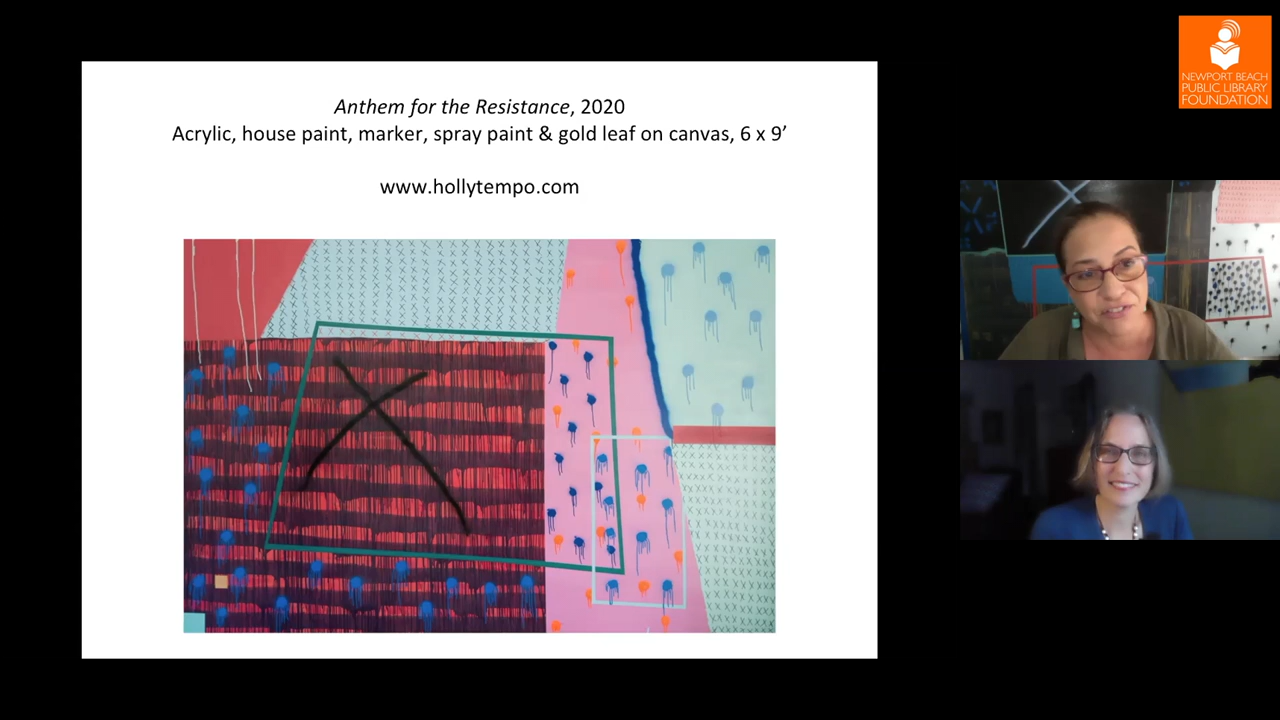 Anthem for the Resistance, 2020
Acrylic, house paint, marker, spray paint & gold leaf on canvas, 6 x 9’
www.hollytempo.com
NEWPORT BEACH
PUBLIC LIBRARY
FOUNDATION